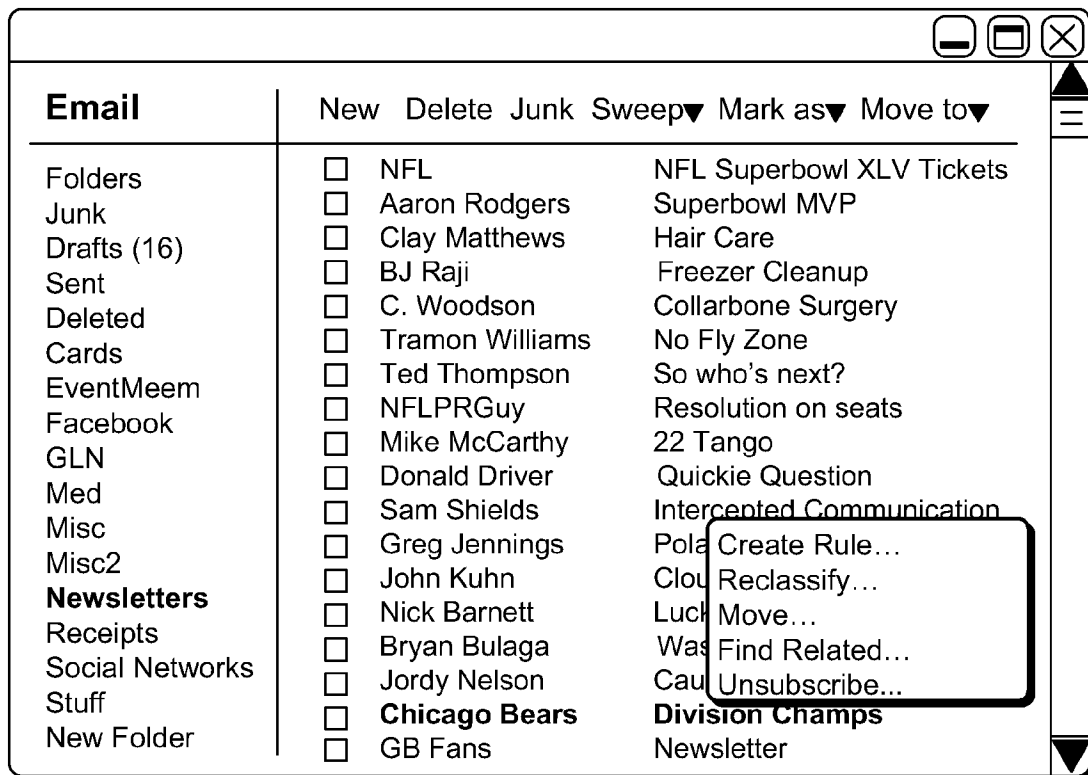 Email
New Delete Junk Sweep▼ Mark as▼ Move to▼
Folders
Junk
Drafts (16)
Sent
Deleted
Cards
EventMeem
Facebook
GLN
Med
Misc
Misc2
Newsletters
Receipts
Social Networks
Stuff
New Folder
NFL NFL Superbowl XLV Tickets
Aaron Rodgers Superbowl MVP
Clay Matthews Hair Care
BJ Raji Freezer Cleanup
C. Woodson Collarbone Surgery
Tramon Williams No Fly Zone
Ted Thompson So who's next?
NFLPRGuy Resolution on seats
Mike McCarthy 22 Tango
Donald Driver Quickie Question
Sam Shields Intercepted Communication
Greg Jennings
John Kuhn
Nick Barnett
Bryan Bulaga
Jordy Nelson
Chicago Bears Division Champs
GB Fans Newsletter
Create Rule...
Reclassify...
Move...
Find Related...
Unsubscribe...